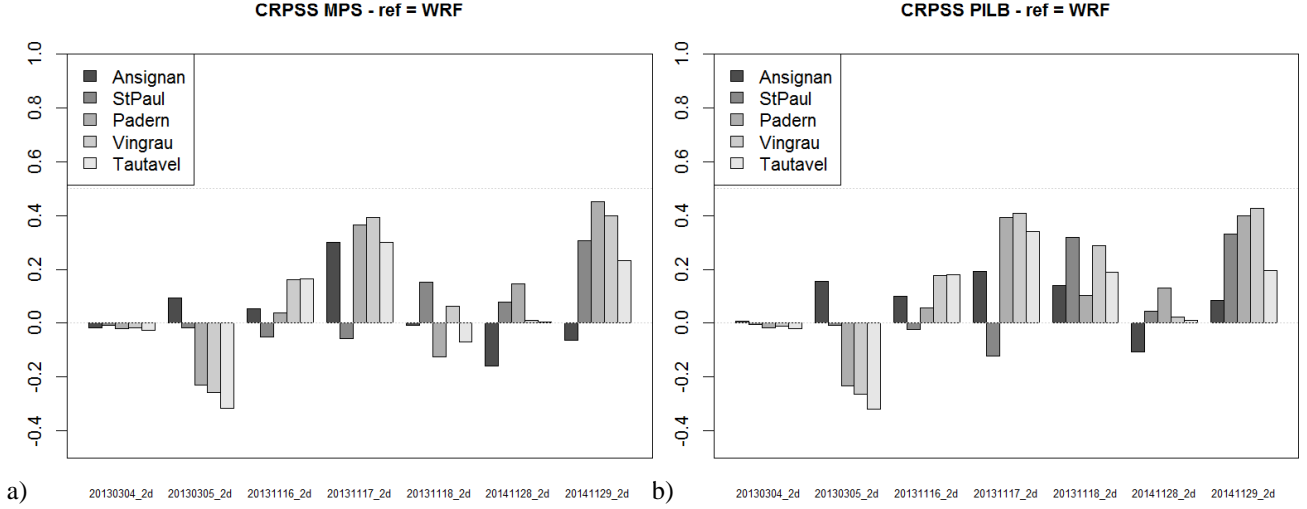 CRPSS MPS - ref = WRF
1.0
0.8
0.6
0.4
0.2
0.0
-0.2
-0.4
Ansignan
StPaul
Padern
Vingrau
Tautavel
a)
20130304_2d 20130305_2d 20131116_2d 20131117_2d 20131118_2d 20141128_2d 20141129_2d
CRPSS PILB - ref = WRF
1.0
0.8
0.6
0.4
0.2
0.0
-0.2
-0.4
Ansignan
StPaul
Padern
Vingrau
Tautavel
b)
20130304_2d 20130305_2d 20131116_2d 20131117_2d 20131118_2d 20141128_2d 20141129_2d